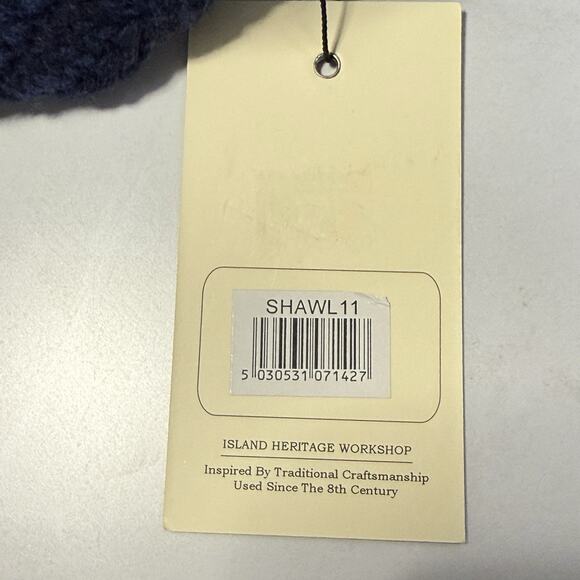 SHAWL11
5 030531 071427
ISLAND HERITAGE WORKSHOP
Inspired By Traditional Craftsmanship
Used Since The 8th Century